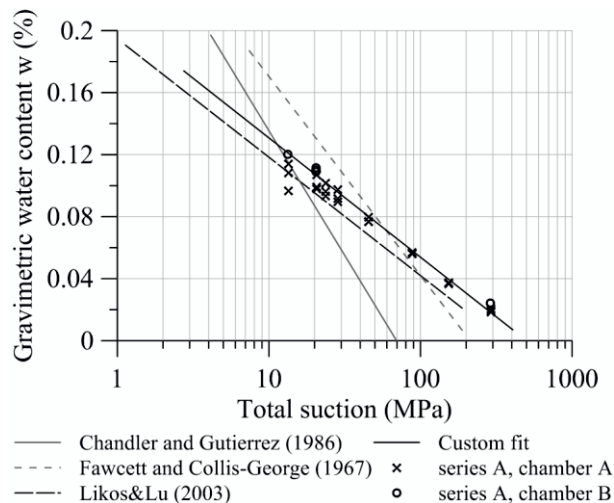 Gravimetric water content w (%)
0.2
0.16
0.12
0.08
0.04
0
1 10 100 1000
Total suction (MPa)
Chandler and Gutierrez (1986)
Fawcett and Collis-George (1967)
Likos&Lu (2003)
Custom fit
series A, chamber A
series A, chamber B